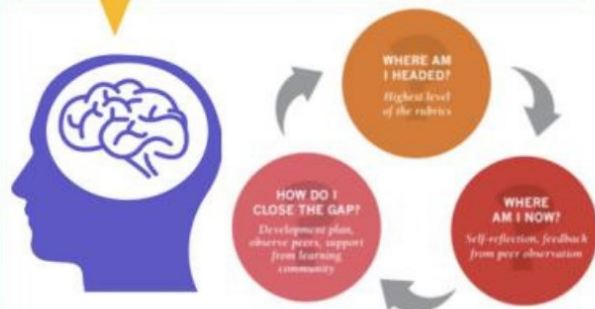 WHERE AM
I HEADED?
Highest level
of the rubrics
WHERE
AM I NOW?
Self-reflection, feedback
from peer observation
HOW DO I
CLOSE THE GAP?
Development plan,
observe peers, support
from learning
community